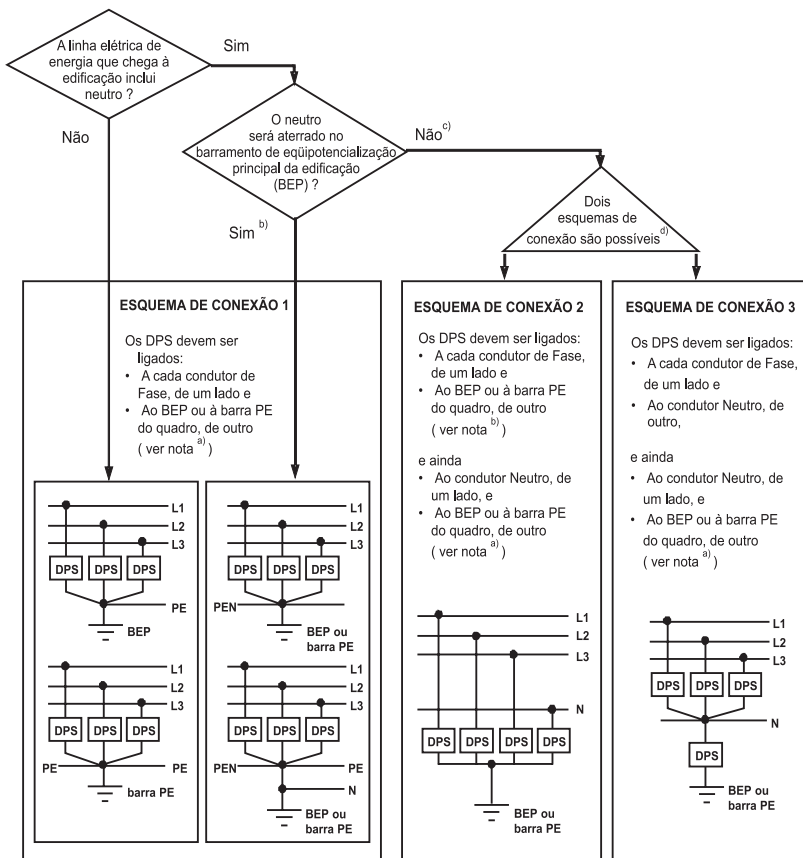 A linha elétrica de
energia que chega à
edificação inclui
neutro ?
Sim
Não
O neutro
será aterrado no
barramento de eqüipotencialização
principal da edificação
(BEP) ?
Não c)
Sim b)
Dois
esquemas de
conexão são possíveis d)
ESQUEMA DE CONEXÃO 1
Os DPS devem ser
ligados:
• A cada condutor de
Fase, de um lado e
• Ao BEP ou à barra PE
do quadro, de outro
( ver nota a) )
L1
L2
L3
DPS DPS DPS
PE
BEP
L1
L2
L3
DPS DPS DPS
PE PE
barra PE
L1
L2
L3
DPS DPS DPS
PEN
BEP ou
barra PE
L1
L2
L3
DPS DPS DPS
PEN PE
N
BEP ou
barra PE
ESQUEMA DE CONEXÃO 2
Os DPS devem ser ligados:
• A cada condutor de Fase,
de um lado e
• Ao BEP ou à barra PE
do quadro, de outro
( ver nota b) )
e ainda
• Ao condutor Neutro, de
um lado, e
• Ao BEP ou à barra PE
do quadro, de outro
( ver nota a) )
L1
L2
L3
N
DPS DPS DPS DPS
BEP ou
barra PE
ESQUEMA DE CONEXÃO 3
Os DPS devem ser ligados:
• A cada condutor de Fase,
de um lado e
• Ao condutor Neutro, de
outro,
e ainda
• Ao condutor Neutro, de
um lado, e
• Ao BEP ou à barra PE
do quadro, de outro
( ver nota a) )
L1
L2
L3
DPS DPS DPS
N
DPS
BEP ou
barra PE